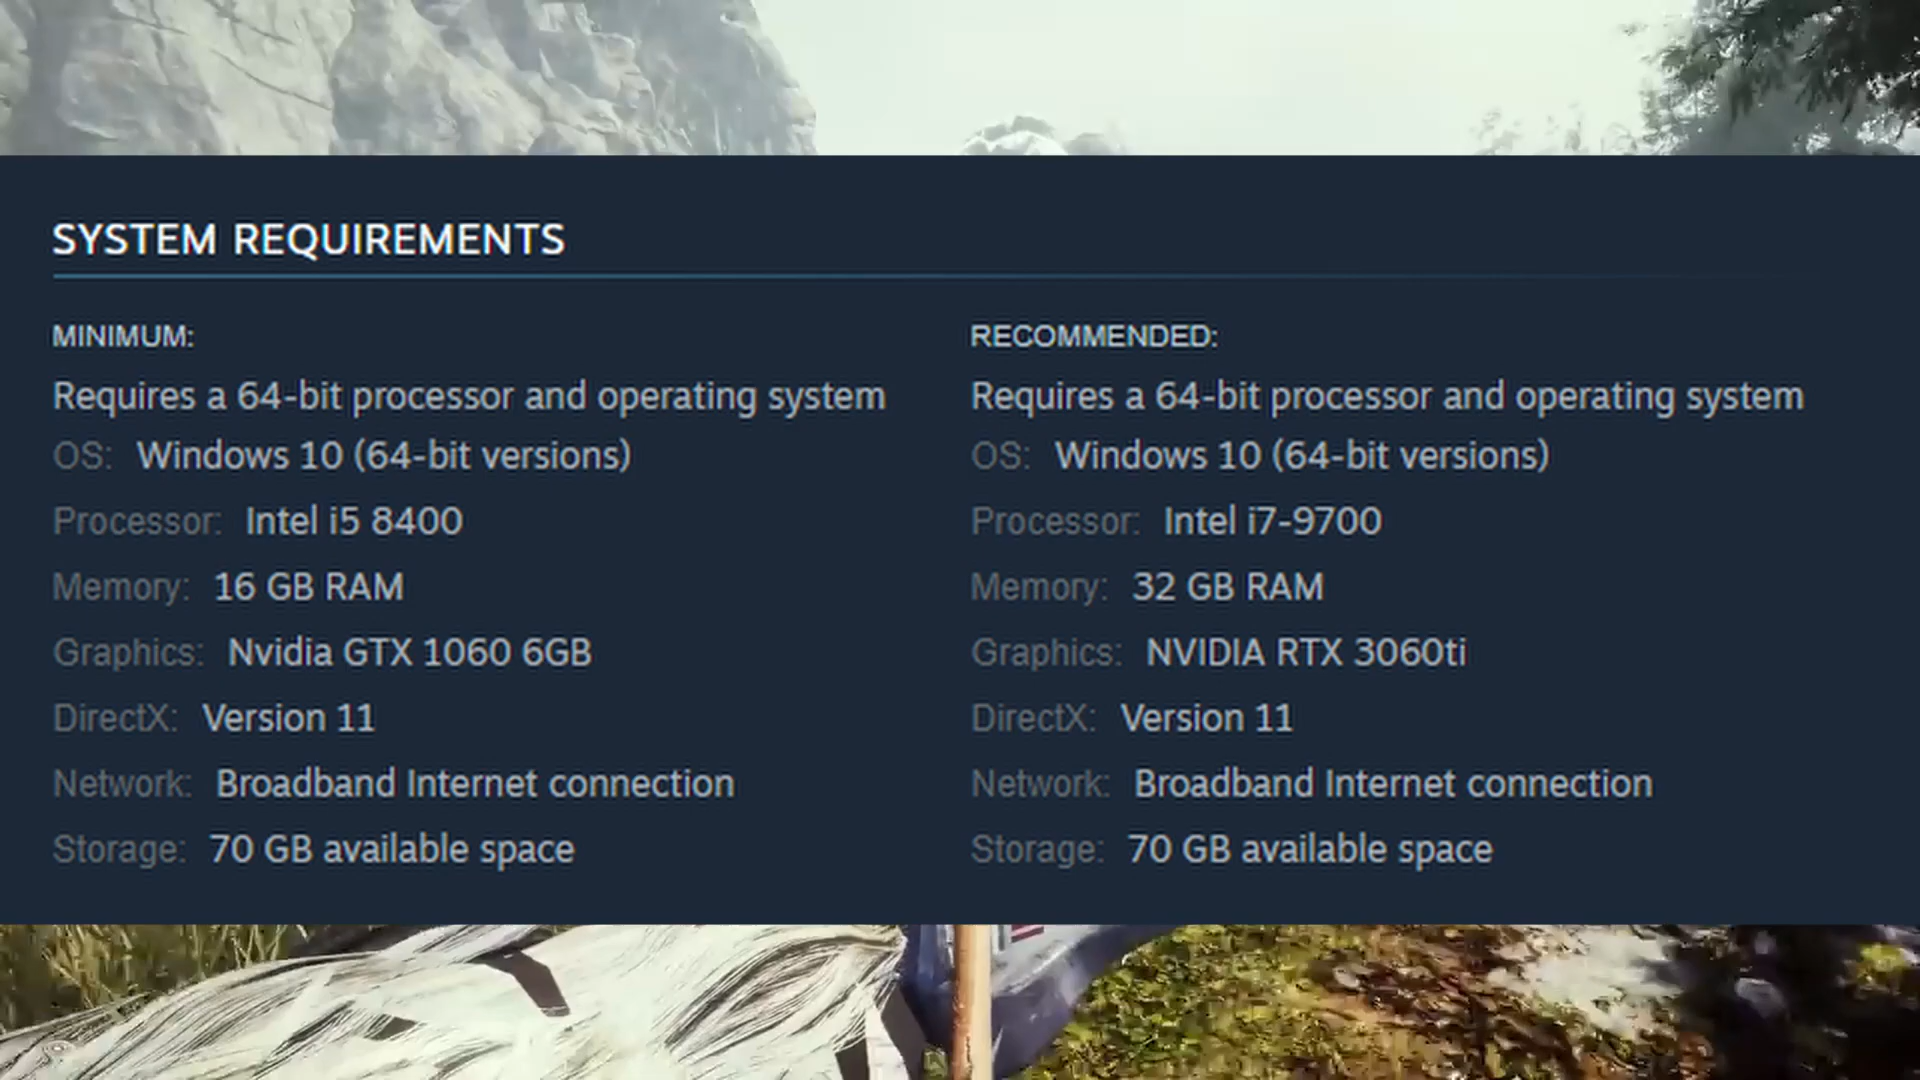 SYSTEM REQUIREMENTS
MINIMUM:
Requires a 64-bit processor and operating system
OS: Windows 10 (64-bit versions)
Processor: Intel i5 8400
Memory: 16 GB RAM
Graphics: Nvidia GTX 1060 6GB
DirectX: Version 11
Network: Broadband Internet connection
Storage: 70 GB available space
RECOMMENDED:
Requires a 64-bit processor and operating system
OS: Windows 10 (64-bit versions)
Processor: Intel i7-9700
Memory: 32 GB RAM
Graphics: NVIDIA RTX 3060ti
DirectX: Version 11
Network: Broadband Internet connection
Storage: 70 GB available space